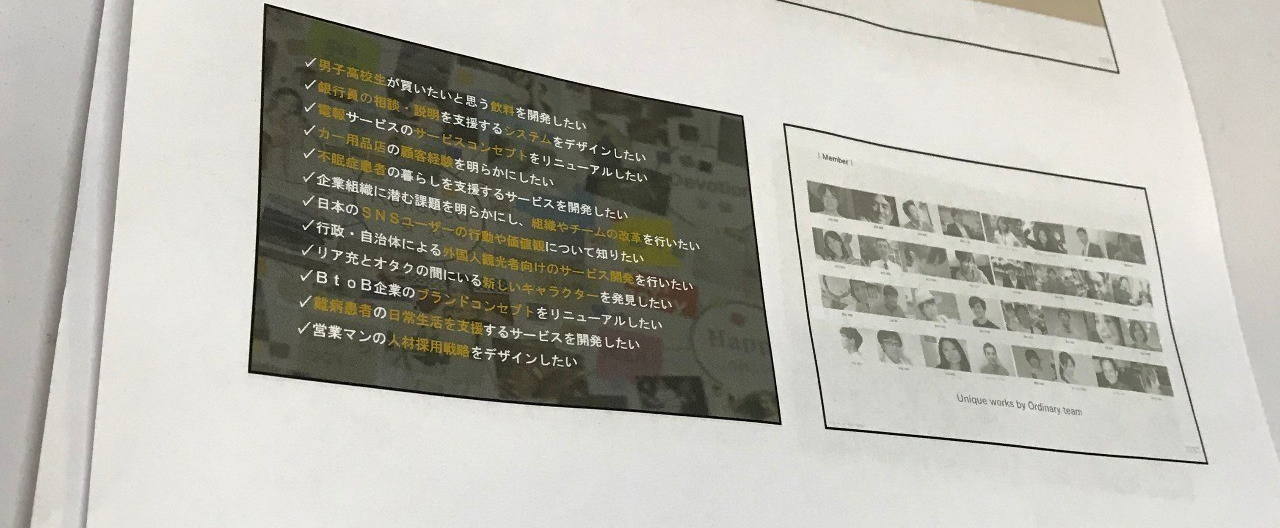 ✓男子高校生が買いたいと思う飲料を開発したい
✓銀行員の相談・説明を支援するシステムをデザインしたい
✓電報サービスのサービスコンセプトをリニューアルしたい
✓カー用品店の顧客経験を明らかにしたい
✓不眠症患者の暮らしを支援するサービスを開発したい
✓企業組織に潜む課題を明らかにし、組織やチームの改革を行いたい
✓日本のSNSユーザーの行動や価値観について知りたい
✓行政・自治体による外国人観光者向けのサービス開発を行いたい
✓リア充とオタクの間にいる新しいキャラクターを発見したい
✓BtoB企業のブランドコンセプトをリニューアルしたい
✓難病患者の日常生活を支援するサービスを開発したい
✓営業マンの人材採用戦略をデザインしたい
Devotion
Happ
| Member |
Unique works by Ordinary team